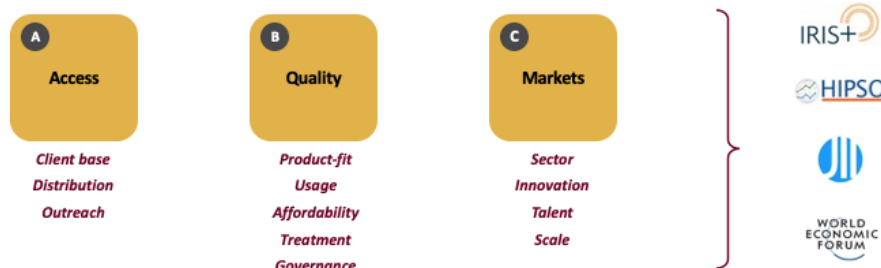 A
Access
Client base
Distribution
Outreach
B
Quality
Product-fit
Usage
Affordability
Treatment
Governance
C
Markets
Sector
Innovation
Talent
Scale
IRIS+
HIPSO
WORLD
ECONOMIC
FORUM